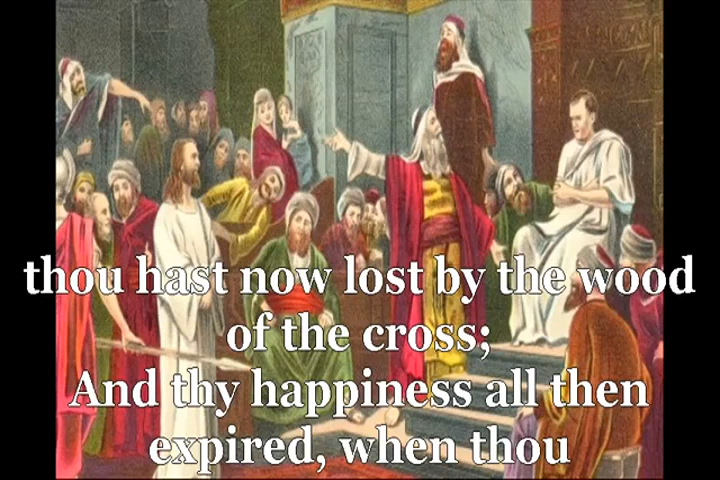 thou hast now lost by the wood
of the cross;
And thy happiness all then
expired, when thou